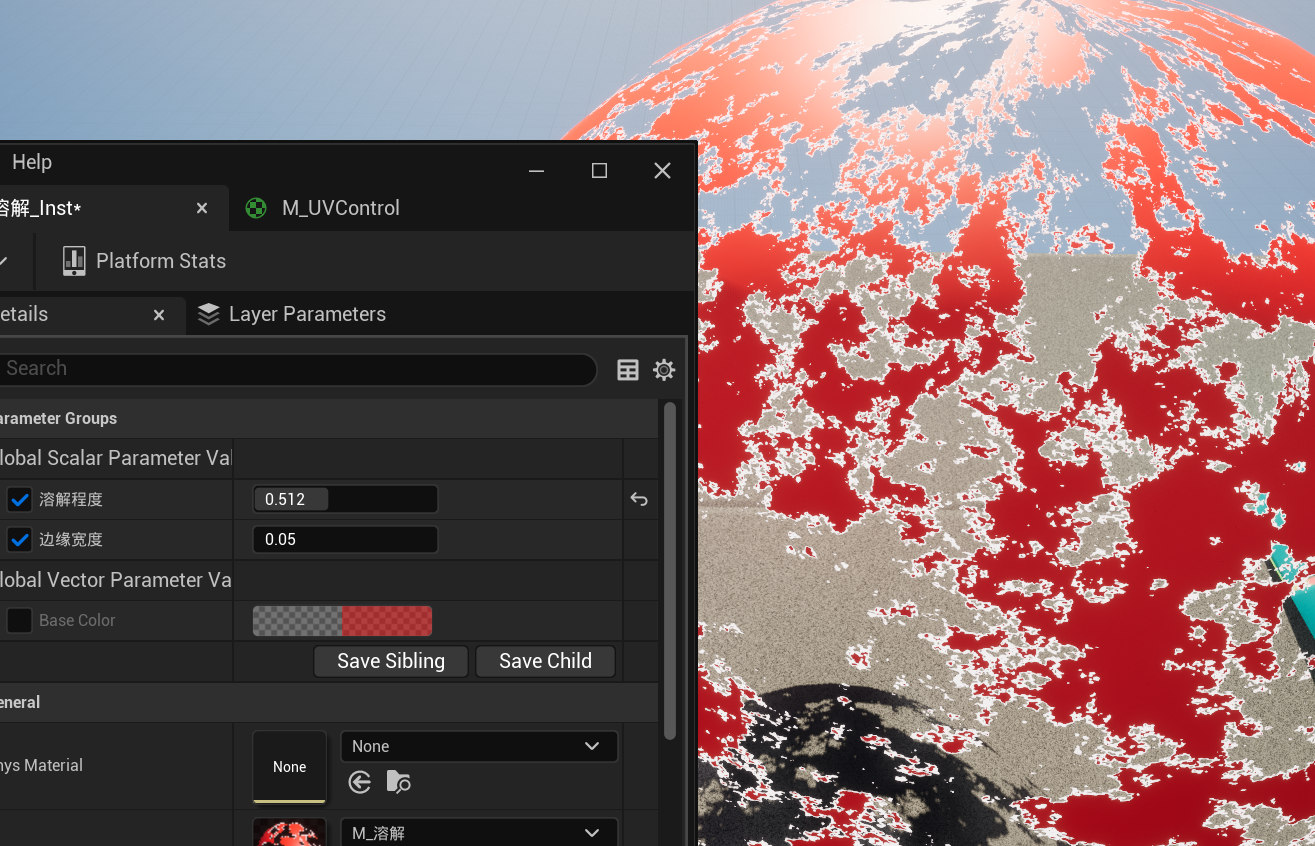 Help
溶解_Inst*
M_UVControl
Platform Stats
etails
Layer Parameters
Search
arameter Groups
lobal Scalar Parameter Val
溶解程度
0.512
边缘宽度
0.05
lobal Vector Parameter Va
Base Color
Save Sibling
Save Child
eneral
ys Material
None
None
M_溶解